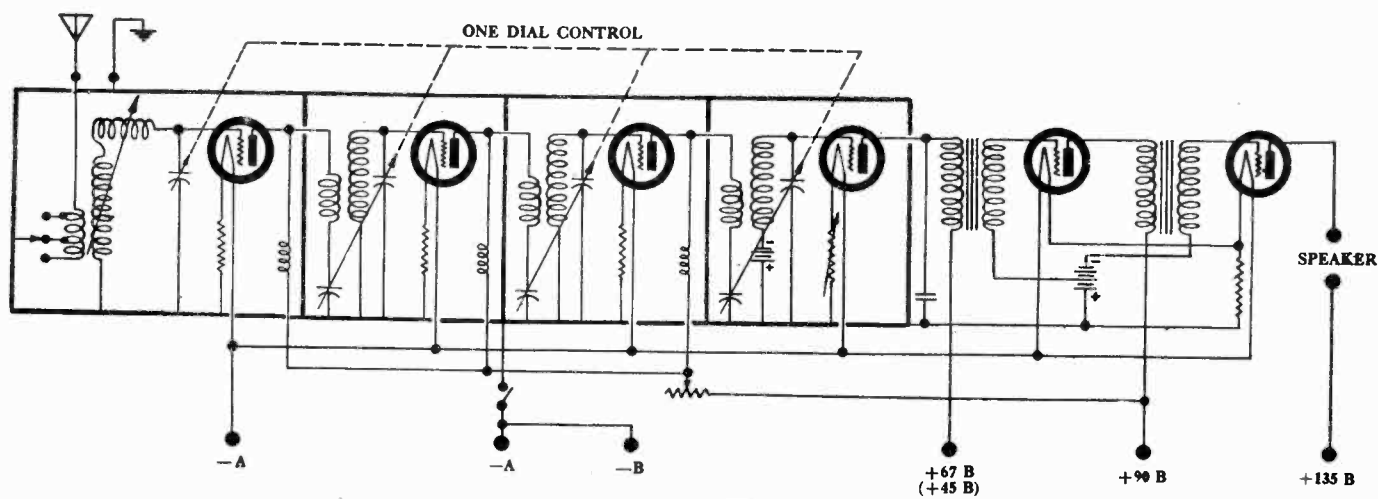 ONE DIAL CONTROL
SPEAKER
—A
—A
—B
+67 B
(+45 B)
+90 B
+135 B